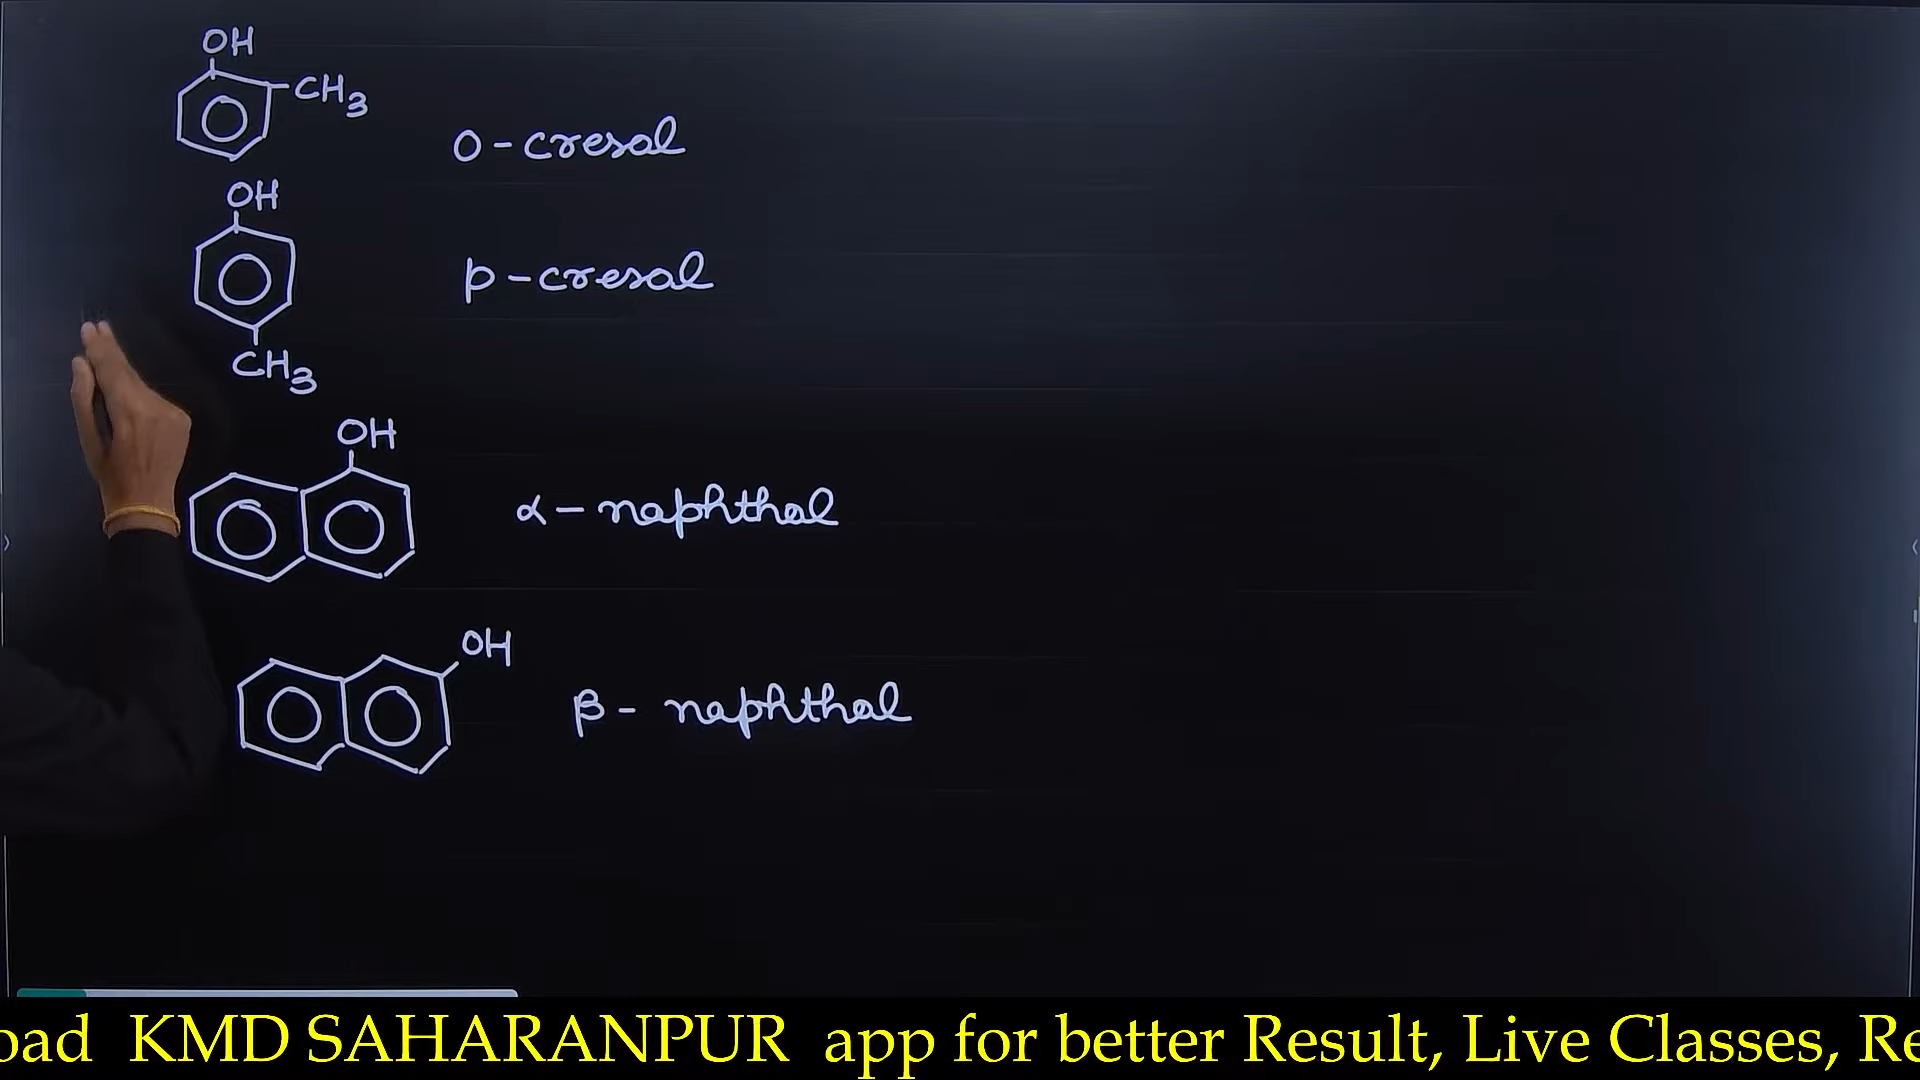 OH
CH3
o-cresol
OH
p-cresol
CH3
OH
α-naphthol
OH
β- naphthol
oad KMD SAHARANPUR app for better Result, Live Classes, Re